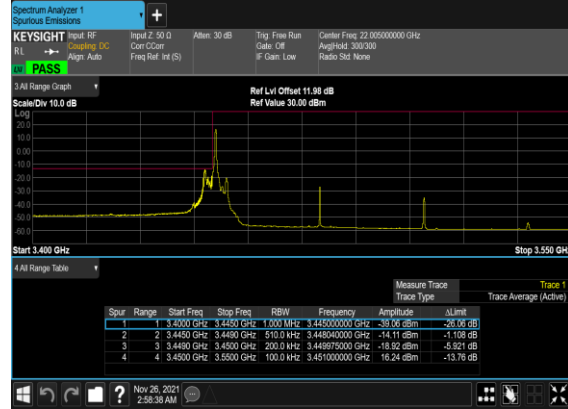 Spectrum Analyzer 1
Spurious Emissions
KEYSIGHT Input: RF Input Z: 50 Ω Atten: 30 dB Trig: Free Run Center Freq: 22.005000000 GHz
RL Coupling: DC Corr CCorr Gate: Off Avg|Hold: 300/300
Align: Auto Freq Ref: Int (S) IF Gain: Low Radio Std: None
PASS
3 All Range Graph
Ref Lvl Offset 11.98 dB
Scale/Div 10.0 dB Ref Value 30.00 dBm
Log
20.0
10.0
0.00
-10.0
-20.0
-30.0
-40.0
-50.0
-60.0
Start 3.400 GHz Stop 3.550 GHz
4 All Range Table
Measure Trace Trace 1
Trace Type Trace Average (Active)
Spur Range Start Freq Stop Freq RBW Frequency Amplitude ΔLimit
1 1 3.4000 GHz 3.4450 GHz 1.000 MHz 3.445000000 GHz -39.06 dBm -26.06 dB
2 2 3.4450 GHz 3.4490 GHz 510.0 kHz 3.448040000 GHz -14.11 dBm -1.108 dB
3 3 3.4490 GHz 3.4500 GHz 200.0 kHz 3.449975000 GHz -18.92 dBm -5.921 dB
4 4 3.4500 GHz 3.5500 GHz 100.0 kHz 3.451000000 GHz 16.24 dBm -13.76 dB
? Nov 26, 2021
2:58:38 AM